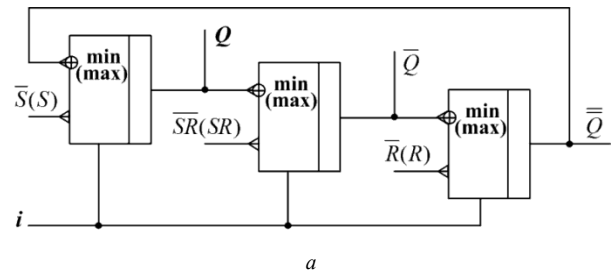 min
(max)
S̅(S)
Q
min
(max)
S̅R̅(SR)
Q̅
min
(max)
R̅(R)
Q̿
i
a